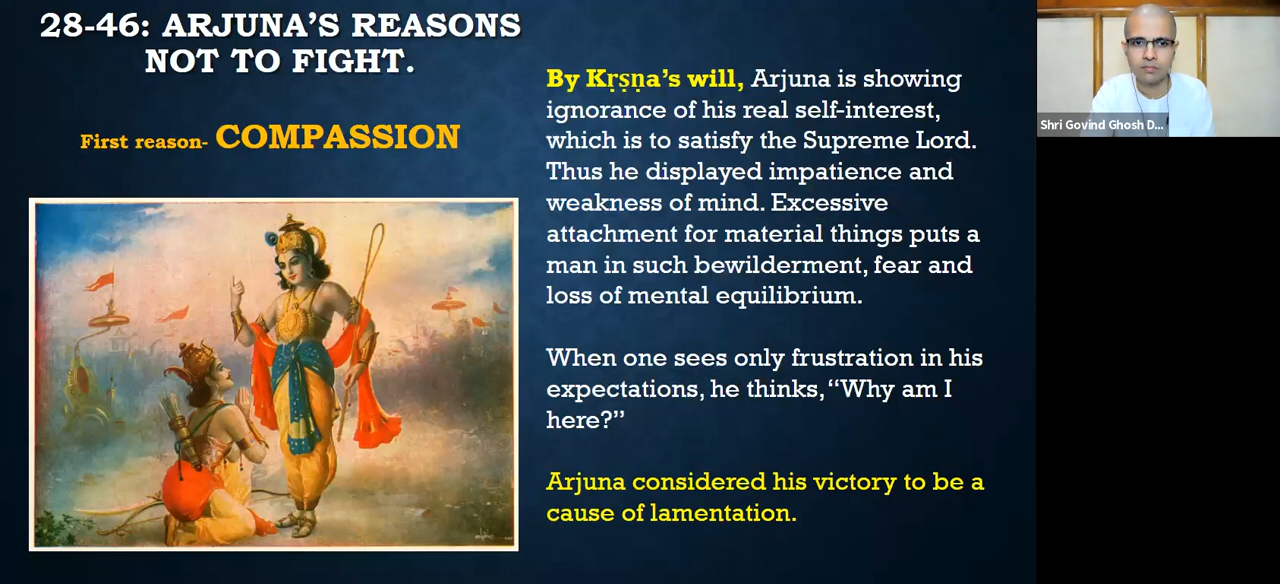 28-46: ARJUNA’S REASONS
NOT TO FIGHT.
First reason- COMPASSION
By Kṛṣṇa’s will, Arjuna is showing
ignorance of his real self-interest,
which is to satisfy the Supreme Lord.
Thus he displayed impatience and
weakness of mind. Excessive
attachment for material things puts a
man in such bewilderment, fear and
loss of mental equilibrium.
When one sees only frustration in his
expectations, he thinks, “Why am I
here?”
Arjuna considered his victory to be a
cause of lamentation.
Shri Govind Ghosh D...